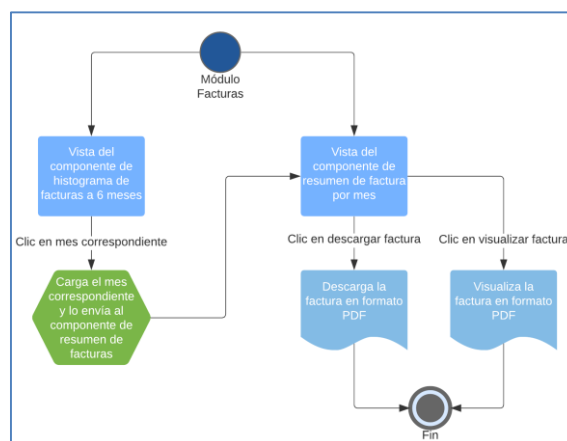 Módulo
Facturas
Vista del
componente de
histograma de
facturas a 6 meses
Vista del
componente de
resumen de factura
por mes
Clic en mes correspondiente
Clic en descargar factura
Clic en visualizar factura
Carga el mes
correspondiente
y lo envía al
componente de
resumen de
facturas
Descarga la
factura en formato
PDF
Visualiza la
factura en formato
PDF
Fin